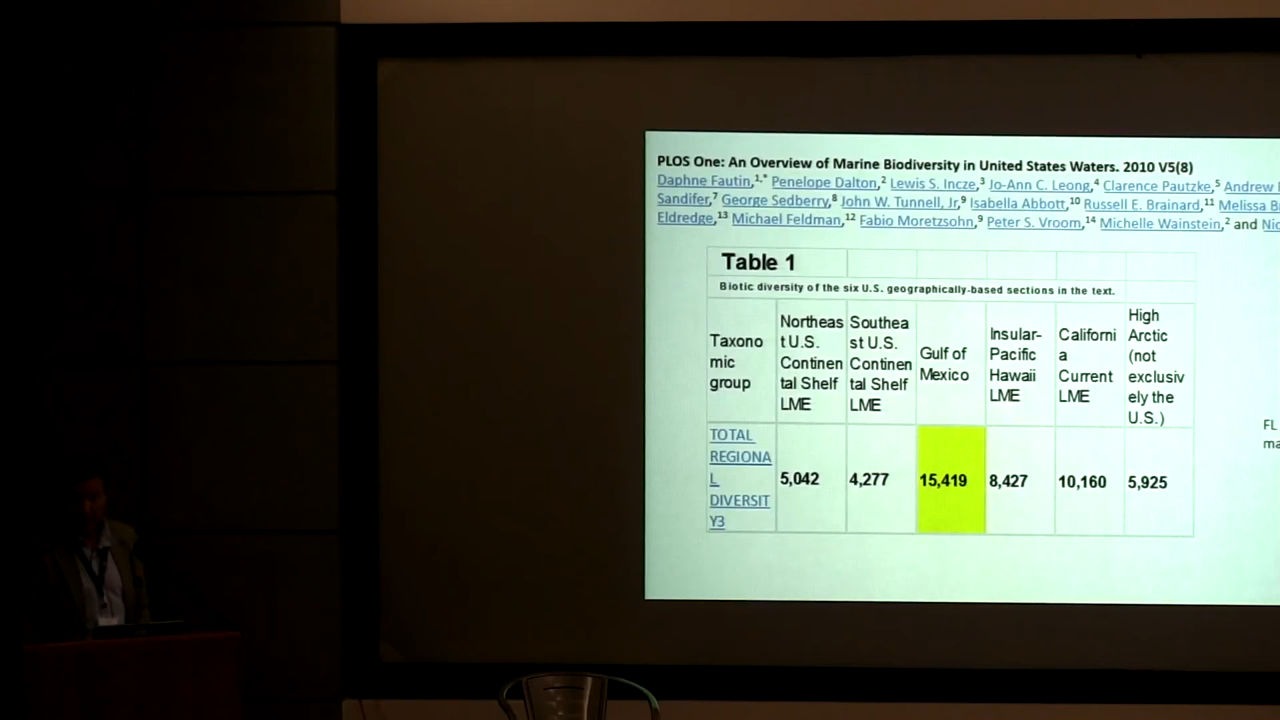 PLOS One: An Overview of Marine Biodiversity in United States Waters. 2010 V5(8)
Daphne Fautin,1,* Penelope Dalton,2 Lewis S. Incze,3 Jo-Ann C. Leong,4 Clarence Pautzke,5 Andrew
Sandifer,7 George Sedberry,8 John W. Tunnell, Jr,9 Isabella Abbott,10 Russell E. Brainard,11 Melissa
Eldredge,13 Michael Feldman,12 Fabio Moretzsohn,9 Peter S. Vroom,14 Michelle Wainstein,2 and
Table 1
Biotic diversity of the six U.S. geographically-based sections in the text.
Taxono
mic
group
Northeas
t U.S.
Continen
tal Shelf
LME
Southea
st U.S.
Continen
tal Shelf
LME
Gulf of
Mexico
Insular-
Pacific
Hawaii
LME
Californi
a
Current
LME
High
Arctic
(not
exclusiv
ely the
U.S.)
TOTAL
REGIONA
L
DIVERSIT
Y3
5,042
4,277
15,419
8,427
10,160
5,925
FL